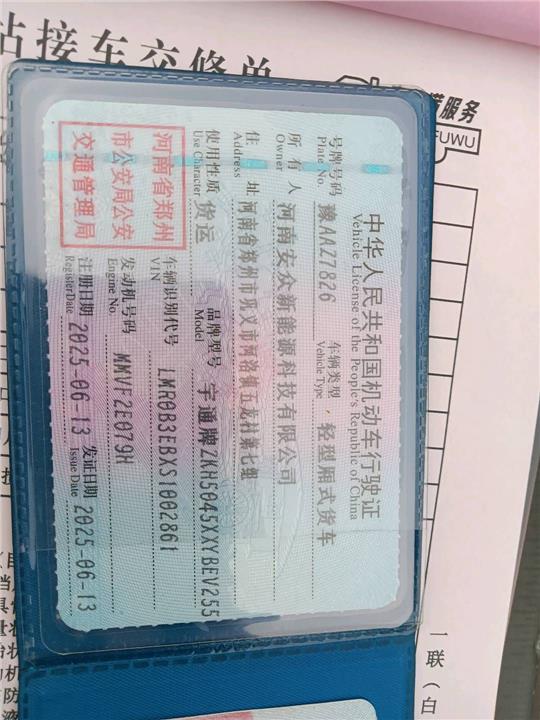 站接车交修单
服务
FUWU
中华人民共和国机动车行驶证
Vehicle License of the People's Republic of China
号牌号码 豫AAZ7826 车辆类型 轻型厢式货车
Plate No. Vehicle Type
所有人 河南安众新能源科技有限公司
Owner
住址 河南省郑州市巩义市河洛镇五龙村第七组
Address
使用性质 货运 品牌型号 宇通牌ZKH5045XXYBEV255
Use Character Model
河南省郑州
市公安局公安
交通管理局
车辆识别代号 LMR0B3EBXS1002861
VIN
发动机号码 MMVF2E079H
Engine No.
注册日期 2025-06-13 发证日期 2025-06-13
Register Date Issue Date
一联(白